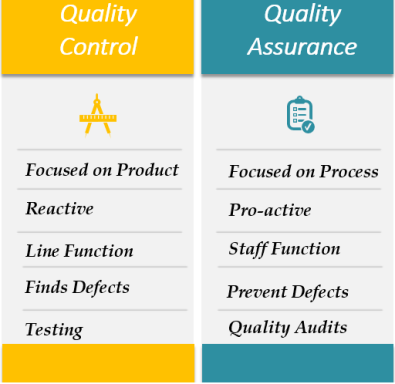 Quality
Control
Focused on Product
Reactive
Line Function
Finds Defects
Testing
Quality
Assurance
Focused on Process
Pro-active
Staff Function
Prevent Defects
Quality Audits